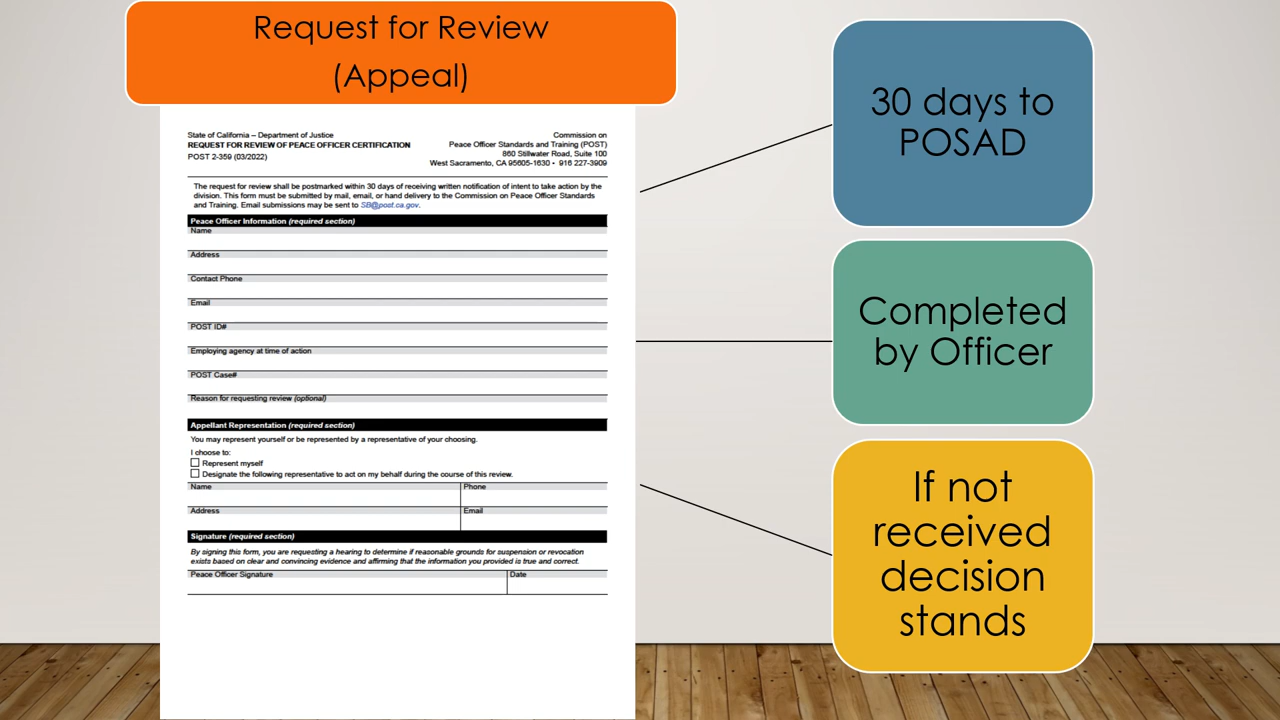 Request for Review
(Appeal)
State of California – Department of Justice
REQUEST FOR REVIEW OF PEACE OFFICER CERTIFICATION
POST 2-359 (03/2022)
Commission on
Peace Officer Standards and Training (POST)
860 Stillwater Road, Suite 100
West Sacramento, CA 95605-1630 • 916 227-3909
The request for review shall be postmarked within 30 days of receiving written notification of intent to take action by the
division. This form must be submitted by mail, email, or hand delivery to the Commission on Peace Officer Standards
and Training. Email submissions may be sent to SB@post.ca.gov.
Peace Officer Information (required section)
Name
Address
Contact Phone
Email
POST ID#
Employing agency at time of action
POST Case#
Reason for requesting review (optional)
Appellant Representation (required section)
You may represent yourself or be represented by a representative of your choosing.
I choose to:
Represent myself
Designate the following representative to act on my behalf during the course of this review.
Name Phone
Address Email
Signature (required section)
By signing this form, you are requesting a hearing to determine if reasonable grounds for suspension or revocation
exists based on clear and convincing evidence and affirming that the information you provided is true and correct.
Peace Officer Signature Date
30 days to
POSAD
Completed
by Officer
If not
received
decision
stands